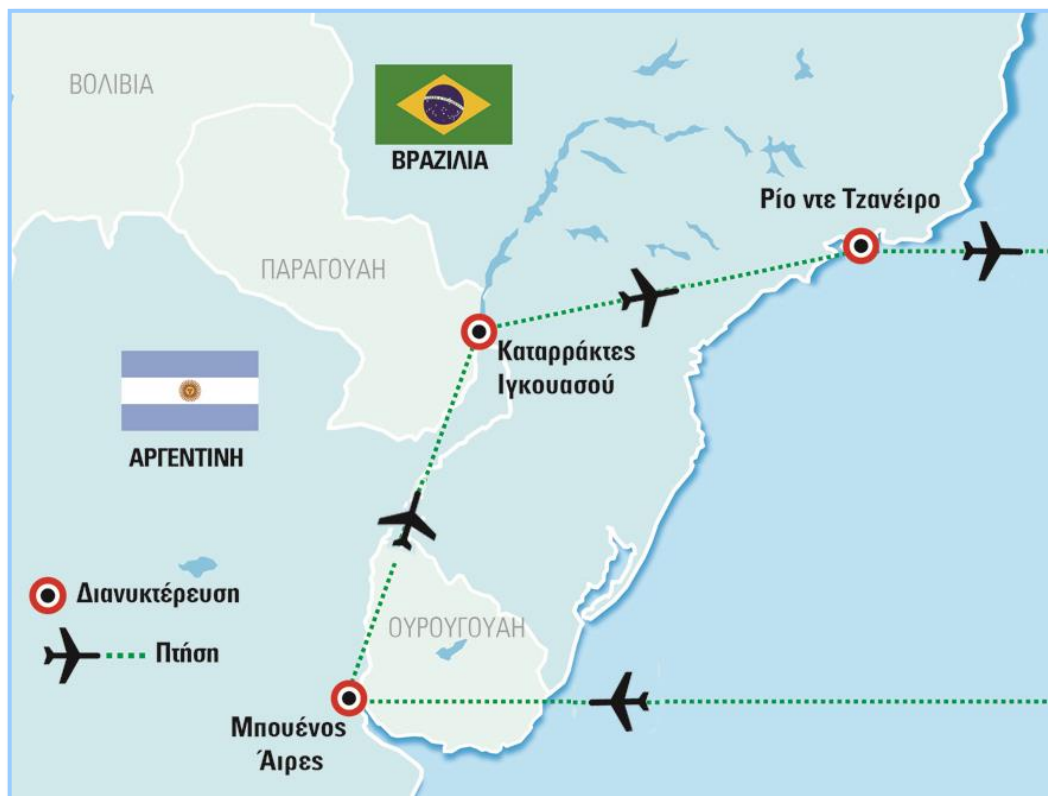 ΒΟΛΙΒΙΑ
ΒΡΑΖΙΛΙΑ
Ρίο ντε Τζανέιρο
ΠΑΡΑΓΟΥΑΗ
Καταρράκτες
Ιγκουασού
ΑΡΓΕΝΤΙΝΗ
Διανυκτέρευση
Πτήση
ΟΥΡΟΥΓΟΥΑΗ
Μπουένος
Άιρες